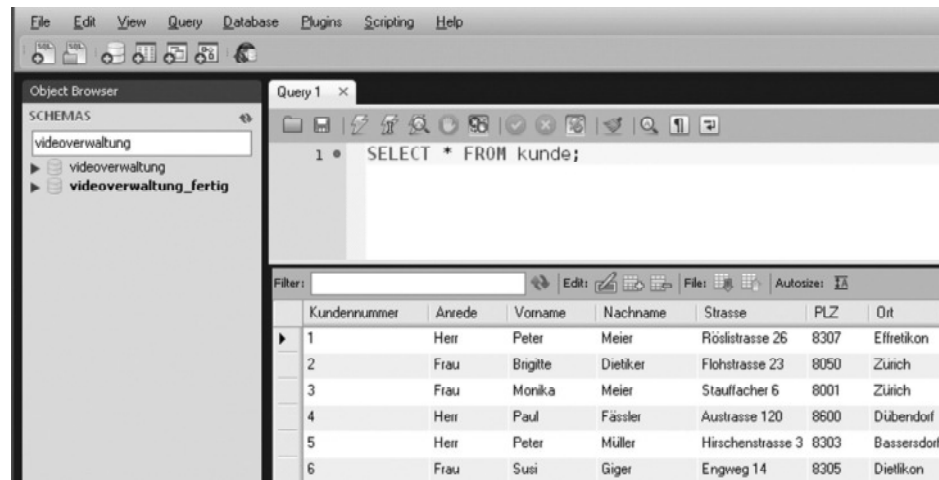 File Edit View Query Database Plugins Scripting Help
Object Browser
Query 1 ×
SCHEMAS
videoverwaltung
videoverwaltung
videoverwaltung_fertig
1 SELECT * FROM kunde;
Filter: Edit: File: Autosize:
Kundennummer Anrede Vorname Nachname Strasse PLZ Ort
1 Herr Peter Meier Röslistrasse 26 8307 Effretikon
2 Frau Brigitte Dietiker Flohstrasse 23 8050 Zürich
3 Frau Monika Meier Stauffacher 6 8001 Zürich
4 Herr Paul Fässler Austrasse 120 8600 Dübendorf
5 Herr Peter Müller Hirschenstrasse 3 8303 Bassersdorf
6 Frau Susi Giger Engweg 14 8305 Dietlikon